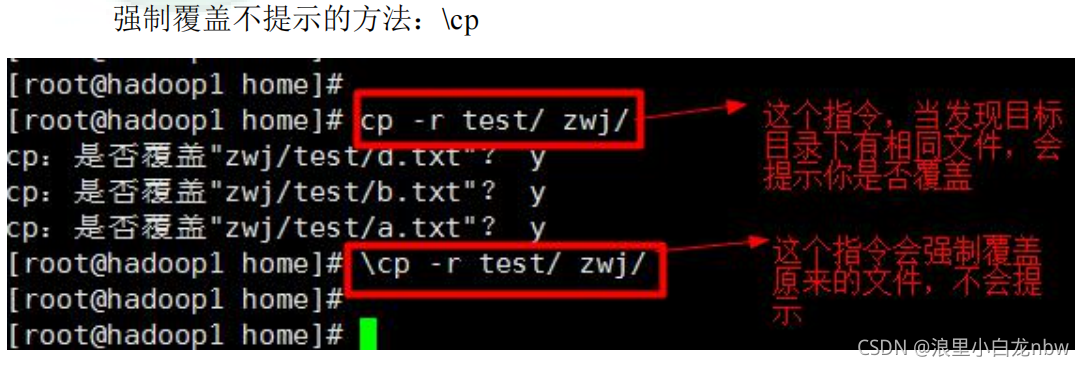 强制覆盖不提示的方法：\cp
[root@hadoop1 home]#
[root@hadoop1 home]# cp -r test/ zwj/
cp：是否覆盖"zwj/test/d.txt"？ y
cp：是否覆盖"zwj/test/b.txt"？ y
cp：是否覆盖"zwj/test/a.txt"？ y
[root@hadoop1 home]# \cp -r test/ zwj/
[root@hadoop1 home]#
[root@hadoop1 home]#
这个指令，当发现目标
目录下有相同文件，会
提示你是否覆盖
这个指令会强制覆盖
原来的文件，不会提
示
CSDN @浪里小白龙nbw